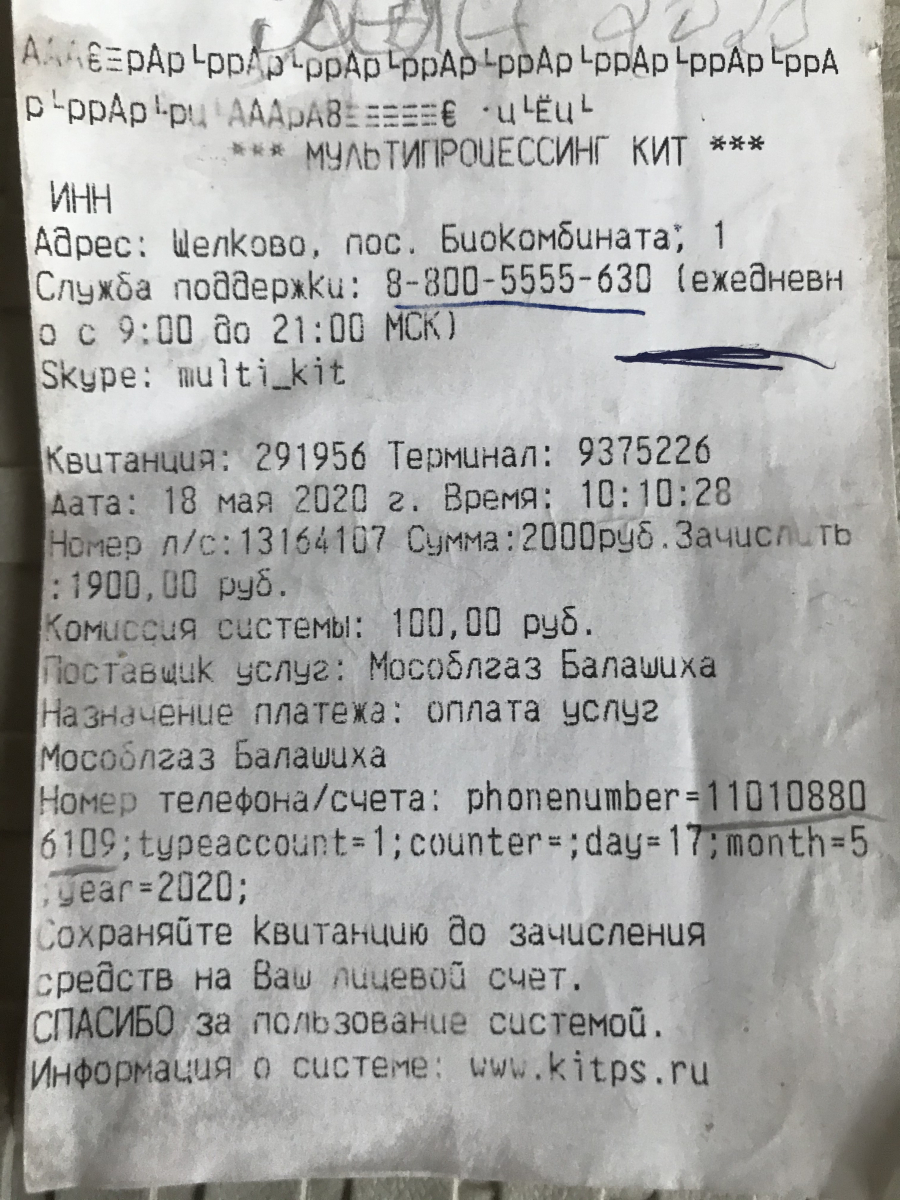 *** МУЛЬТИПРОЦЕССИНГ КИТ ***
ИНН
Адрес: Щелково, пос. Биокомбината, 1
Служба поддержки: 8-800-5555-630 (ежедневн
о с 9:00 до 21:00 МСК)
Skype: multi_kit
Квитанция: 291956 Терминал: 9375226
Дата: 18 мая 2020 г. Время: 10:10:28
Номер л/с:13164107 Сумма:2000руб.Зачислить
:1900,00 руб.
Комиссия системы: 100,00 руб.
Поставщик услуг: Мособлгаз Балашиха
Назначение платежа: оплата услуг
Мособлгаз Балашиха
Номер телефона/счета: phonenumber=11010880
6109;typeaccount=1;counter=;day=17;month=5
;year=2020;
Сохраняйте квитанцию до зачисления
средств на Ваш лицевой счет.
СПАСИБО за пользование системой.
Информация о системе: www.kitps.ru